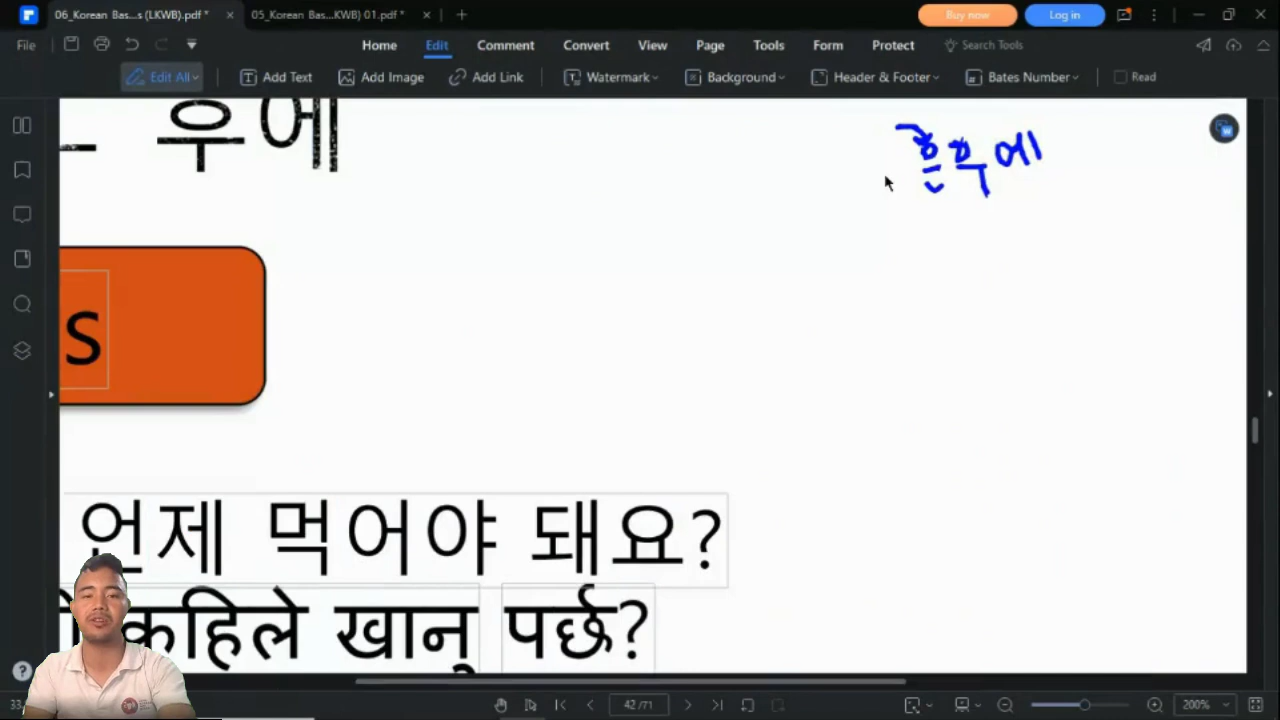 06_Korean Bas...s (LKWB).pdf *
05_Korean Bas...KWB) 01.pdf *
Buy now
Log in
File
Home
Edit
Comment
Convert
View
Page
Tools
Form
Protect
Search Tools
Edit All
Add Text
Add Image
Add Link
Watermark
Background
Header & Footer
Bates Number
Read
후에
후에
s
언제 먹어야 돼요?
कहिले खानु पर्छ?
42 /71
200%